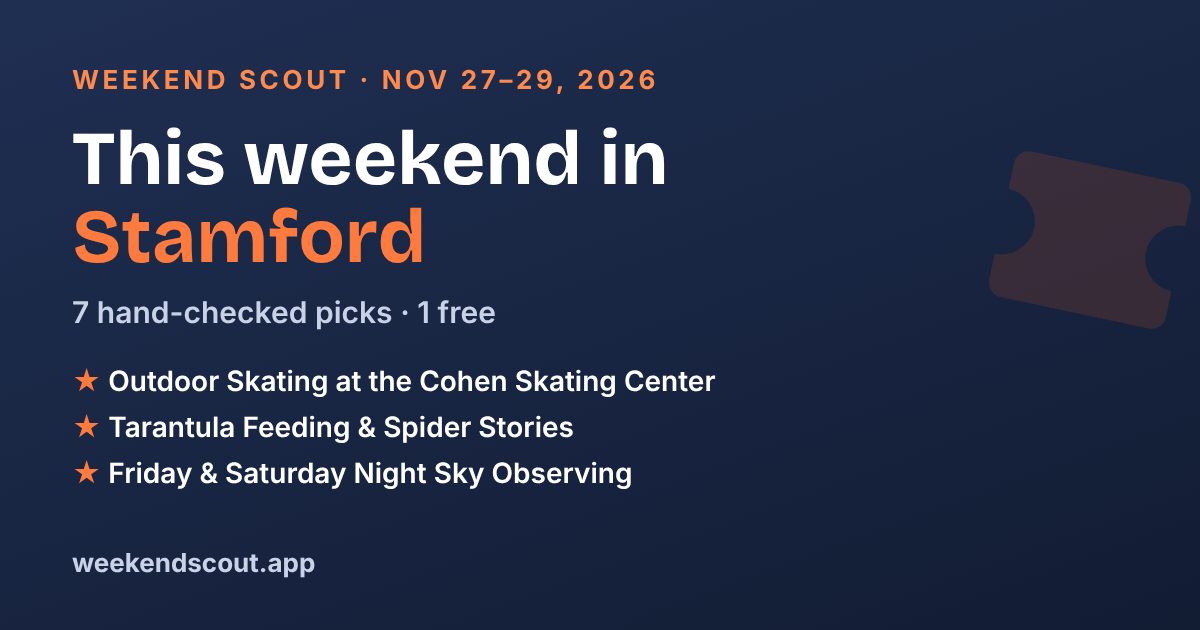 WEEKEND SCOUT · NOV 27–29, 2026
This weekend in
Stamford
7 hand-checked picks · 1 free
★ Outdoor Skating at the Cohen Skating Center
★ Tarantula Feeding & Spider Stories
★ Friday & Saturday Night Sky Observing
weekendscout.app